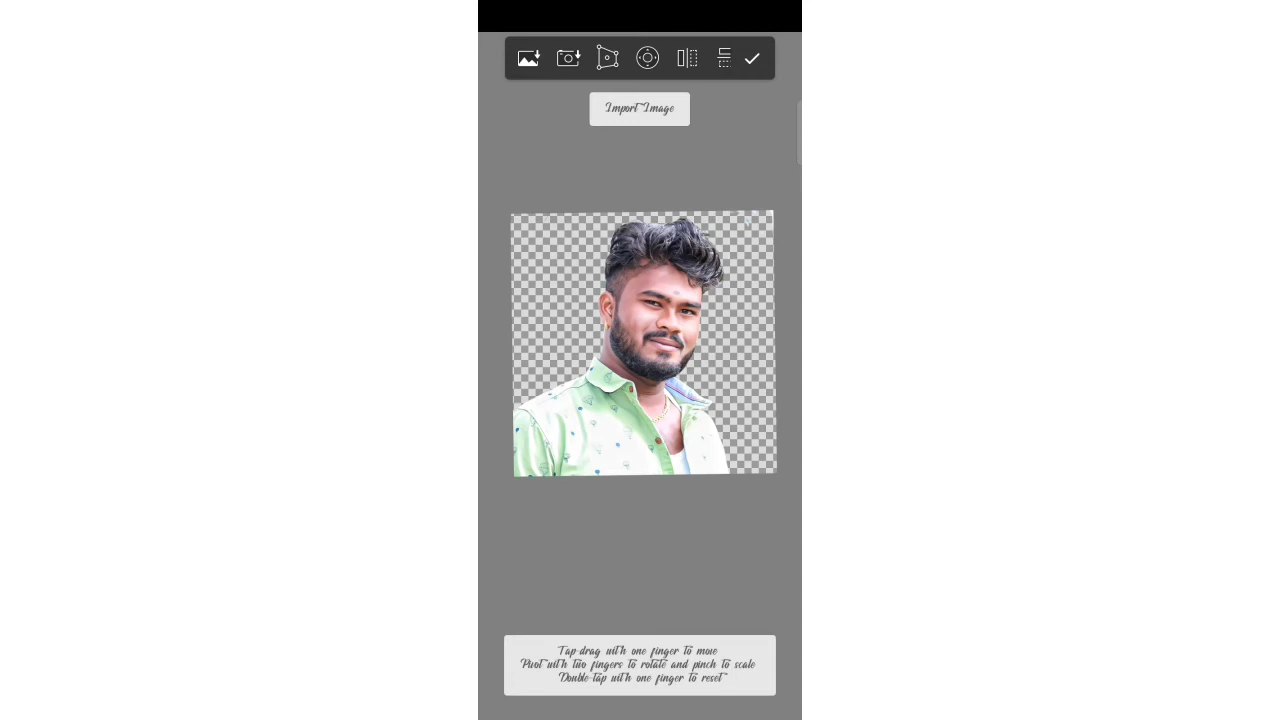 Import Image
Tap-drag with one finger to move
Pivot with two fingers to rotate and pinch to scale
Double-tap with one finger to reset